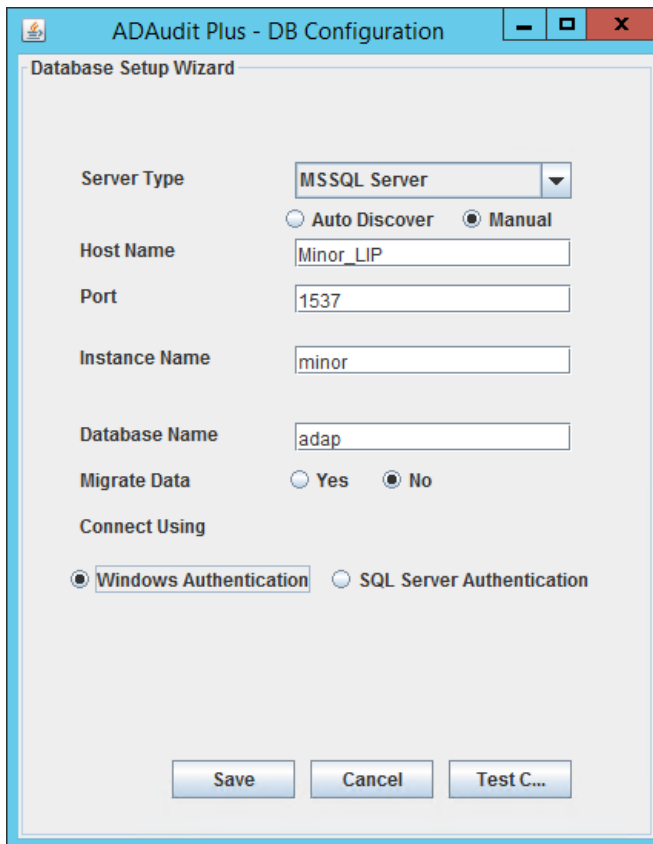 ADAudit Plus - DB Configuration
Database Setup Wizard
Server Type MSSQL Server
Auto Discover Manual
Host Name Minor_LIP
Port 1537
Instance Name minor
Database Name adap
Migrate Data Yes No
Connect Using
Windows Authentication SQL Server Authentication
Save Cancel Test C...